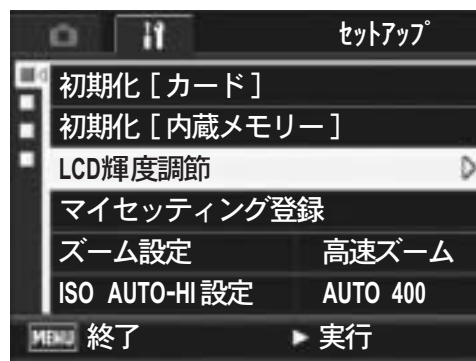 セットアップ
初期化 [ カード ]
初期化 [ 内蔵メモリー ]
LCD輝度調節
マイセッティング登録
ズーム設定 高速ズーム
ISO AUTO-HI 設定 AUTO 400
MENU 終了 ▶ 実行